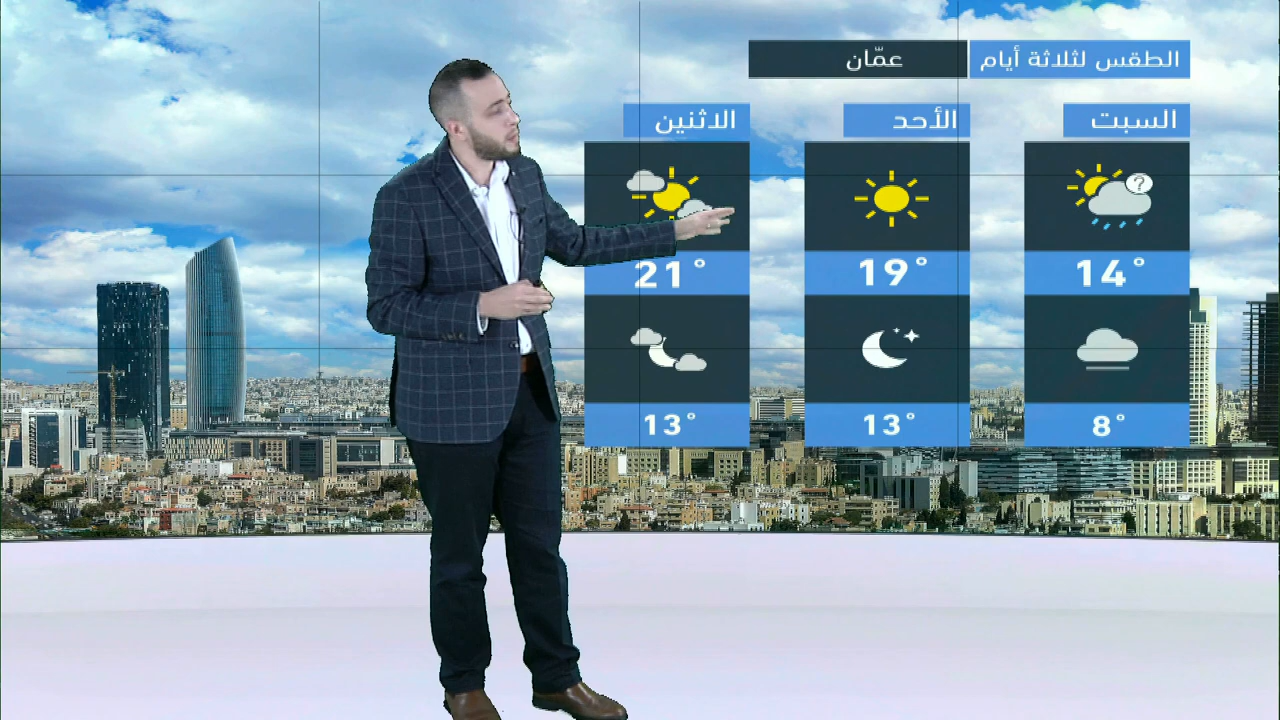 الطقس لثلاثة أيام
عمّان
السبت
الأحد
الاثنين
?
14°
19°
21°
8°
13°
13°